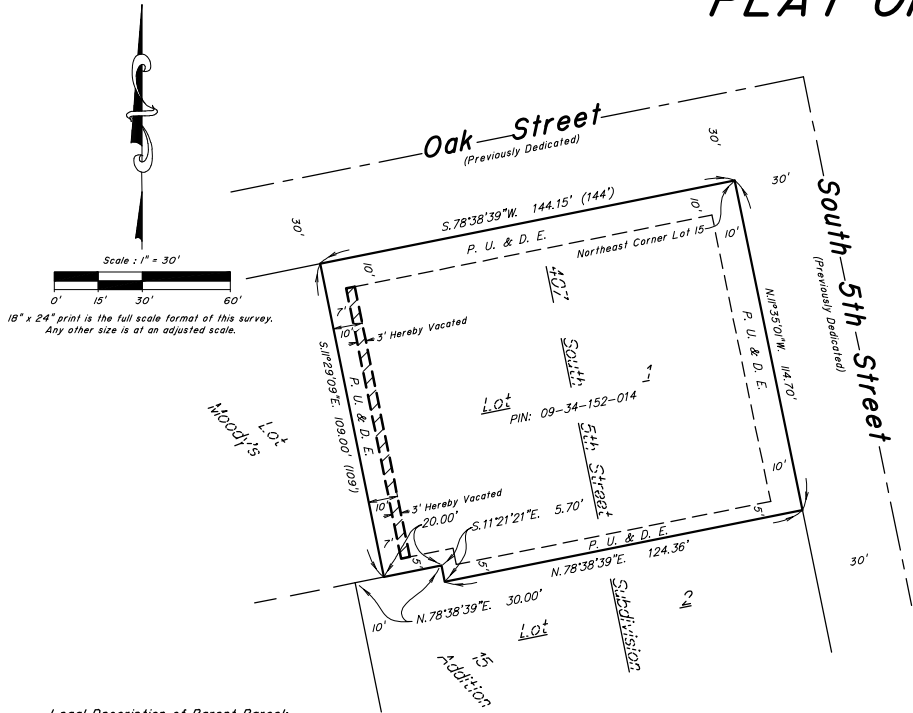 PLAT O
Oak Street
(Previously Dedicated)
30'
30'
30'
South 5th Street
(Previously Dedicated)
Scale : 1" = 30'
0' 15' 30' 60'
18" x 24" print is the full scale format of this survey.
Any other size is at an adjusted scale.
S.78°38'39"W. 144.15' (144')
P. U. & D. E.
10'
Northeast Corner Lot 15
10'
10'
7'
10'
3' Hereby Vacated
S.11°29'09"E. 109.00' (109')
P. U. & D. E.
407
South
5th Street
Subdivision
Lot 1
PIN: 09-34-152-014
N.11°35'01"W. 114.70'
P. U. & D. E.
10'
5'
Lot
Moody's
10'
3' Hereby Vacated
7'
5'
20.00'
S.11°21'21"E. 5.70'
5'
P. U. & D. E.
N.78°38'39"E. 124.36'
N.78°38'39"E. 30.00'
10'
30'
Lot 2
15
Addition
Legal Description of Parent Parcel: